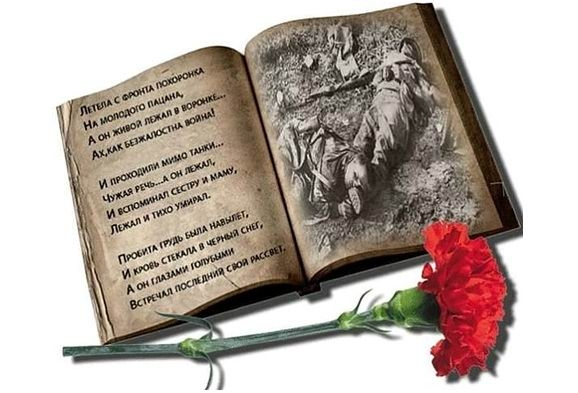 Летела с фронта похоронка
На молодого пацана,
А он живой лежал в воронке...
Ах,как безжалостна война!
И проходили мимо танки...
Чужая речь...а он лежал,
И вспоминал сестру и маму,
Лежал и тихо умирал.
Пробита грудь была навылет,
И кровь стекала в черный снег,
А он глазами голубыми
Встречал последний свой рассвет.